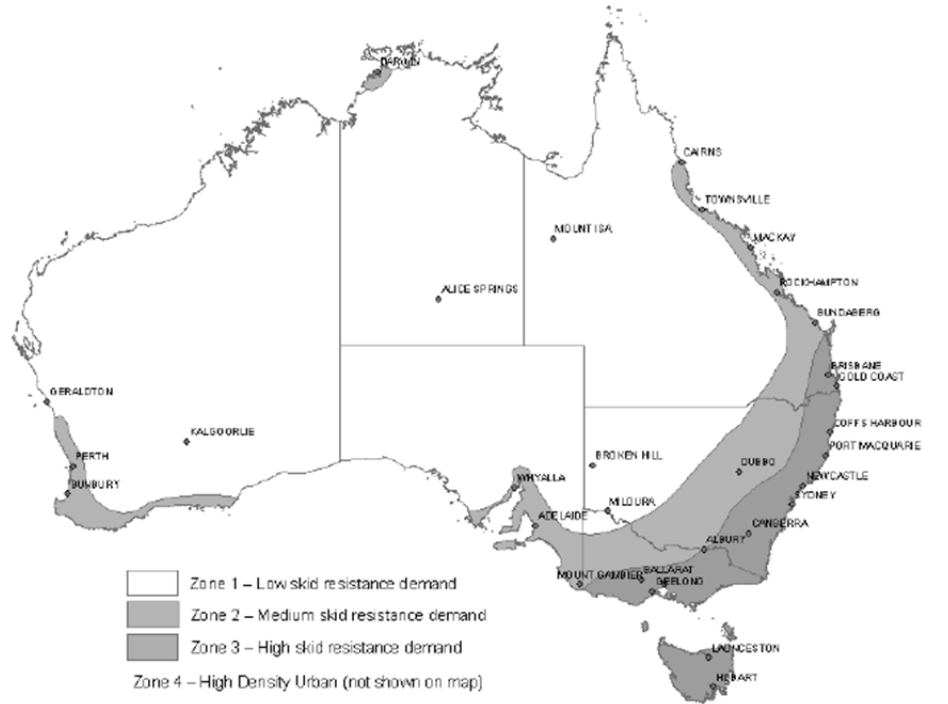 DARWIN
CAIRNS
TOWNSVILLE
MOUNT ISA
MACKAY
ROCKHAMPTON
ALICE SPRINGS
BUNDABERG
BRISBANE
GOLD COAST
GERALDTON
COFFS HARBOUR
KALGOORLIE
PORT MACQUARIE
PERTH
BROKEN HILL
DUBBO
NEWCASTLE
BUNBURY
WHYALLA
SYDNEY
MILDURA
ADELAIDE
CANBERRA
ALBURY
MOUNT GAMBIER
BALLARAT
GEELONG
Zone 1 – Low skid resistance demand
Zone 2 – Medium skid resistance demand
Zone 3 – High skid resistance demand
LAUNCESTON
Zone 4 – High Density Urban (not shown on map)
HOBART